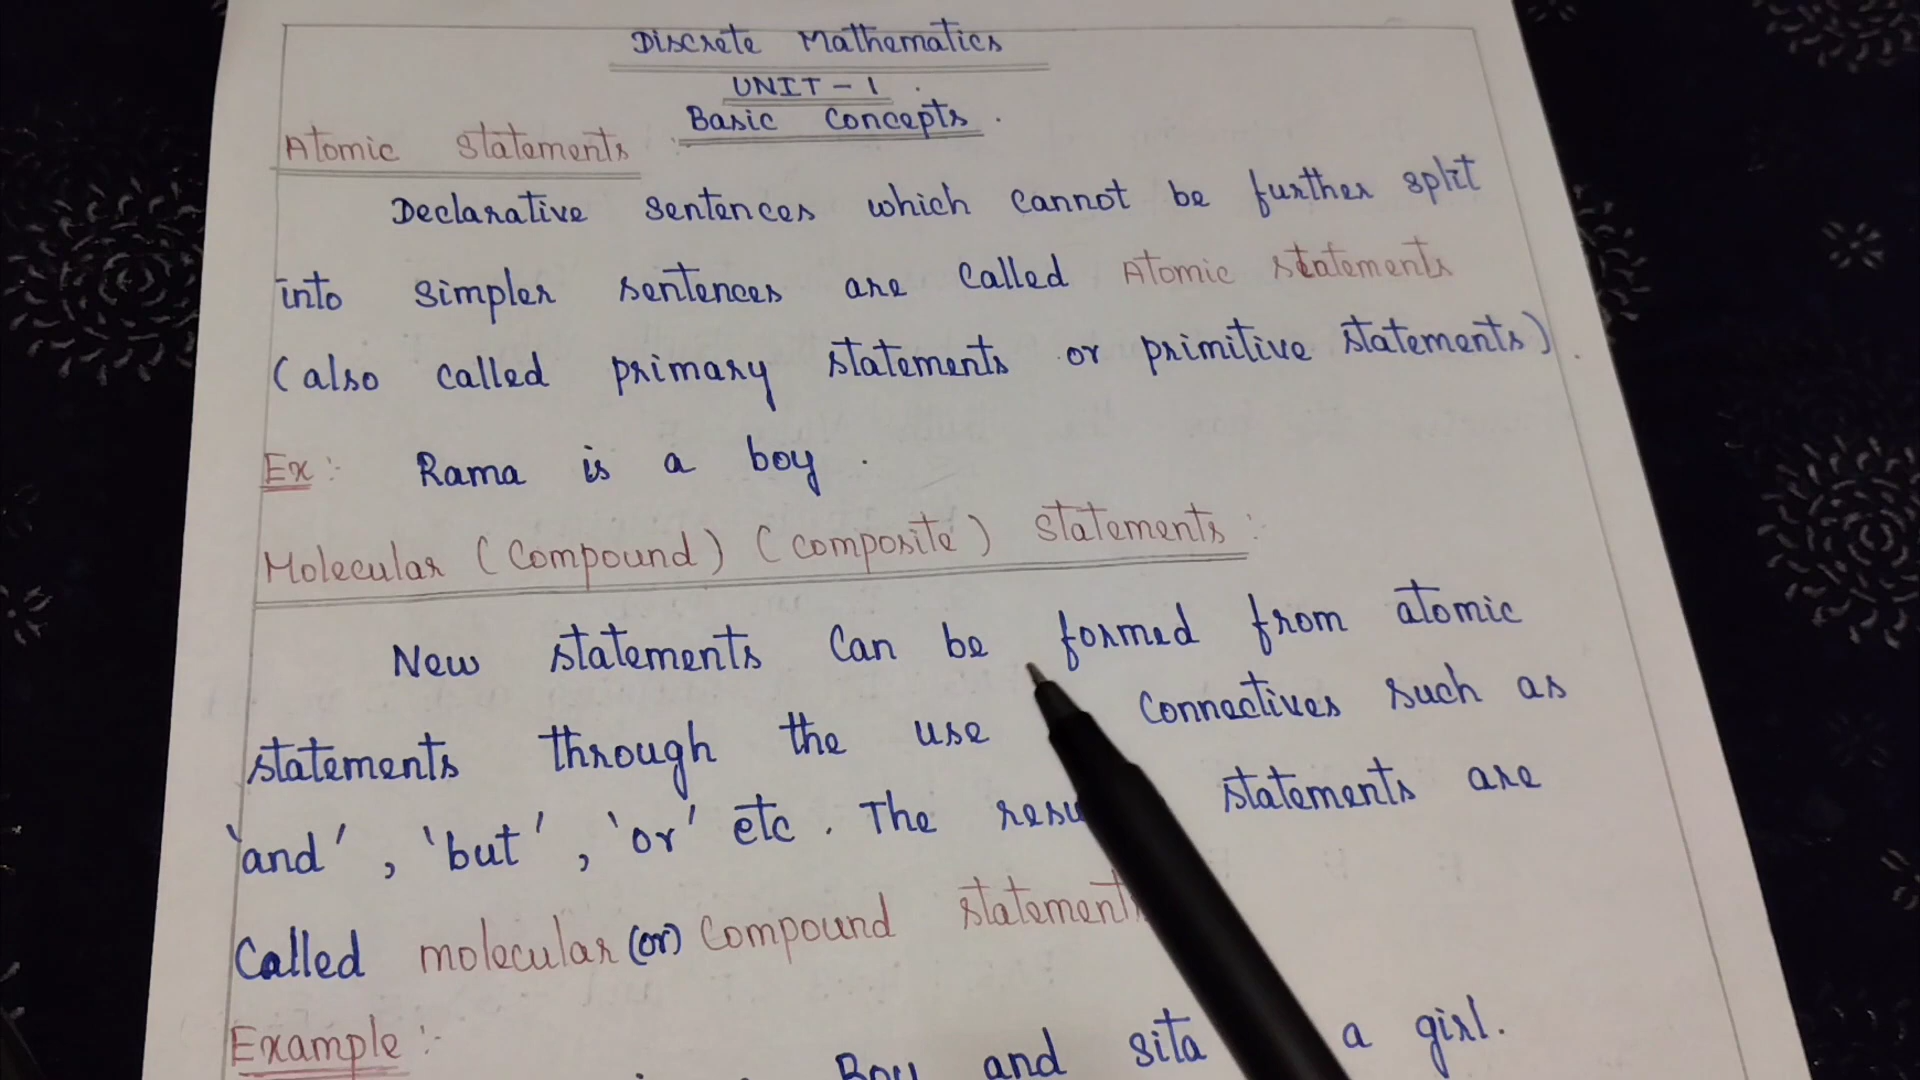 Discrete Mathematics
UNIT - 1
Basic Concepts.
Atomic Statements
Declarative sentences which cannot be further split
into simpler sentences are called Atomic statements
(also called primary statements or primitive statements).
Ex:- Rama is a boy.
Molecular (Compound) (composite) Statements:
New statements can be formed from atomic
statements through the use connectives such as
'and', 'but', 'or' etc. The statements are
called molecular (or) compound statement
Example:-
Boy and sita a girl.